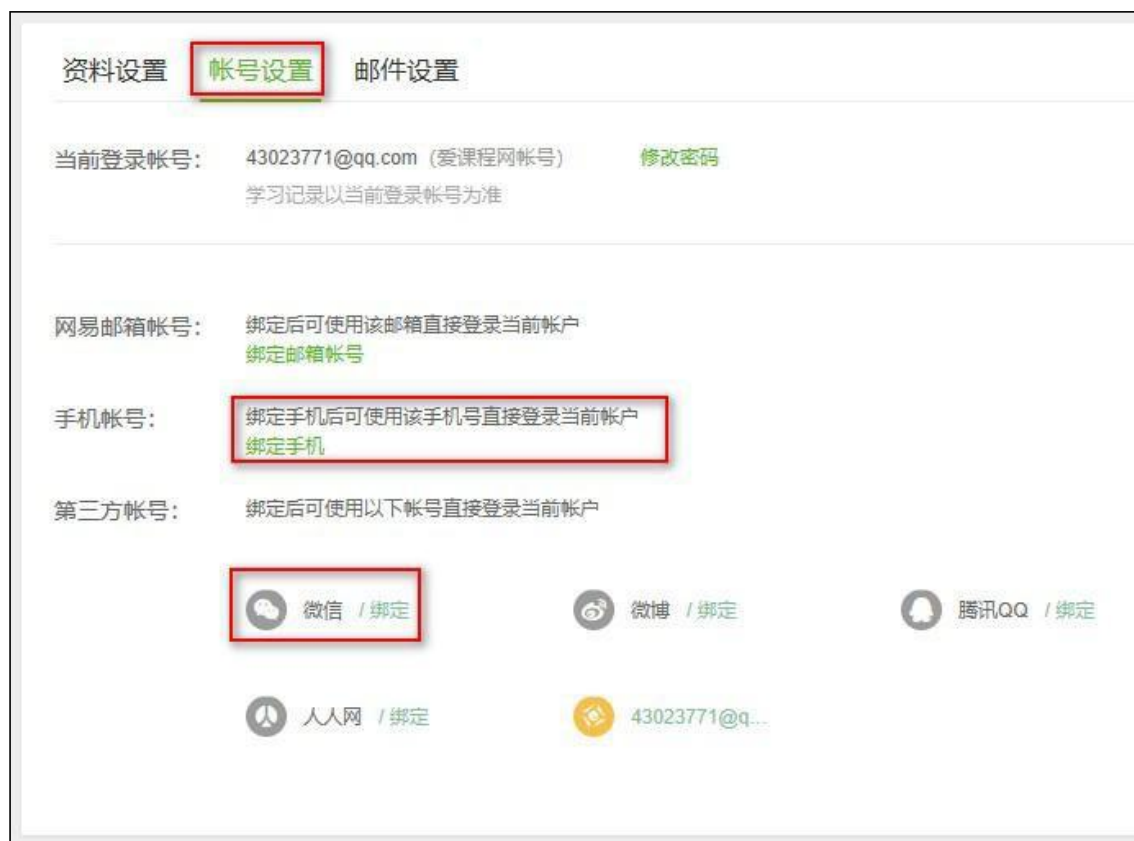 资料设置 帐号设置 邮件设置
当前登录帐号： 43023771@qq.com（爱课程网帐号） 修改密码
学习记录以当前登录帐号为准
网易邮箱帐号： 绑定后可使用该邮箱直接登录当前帐户
绑定邮箱帐号
手机帐号： 绑定手机后可使用该手机号直接登录当前帐户
绑定手机
第三方帐号： 绑定后可使用以下帐号直接登录当前帐户
微信 / 绑定 微博 / 绑定 腾讯QQ / 绑定
人人网 / 绑定 43023771@q...